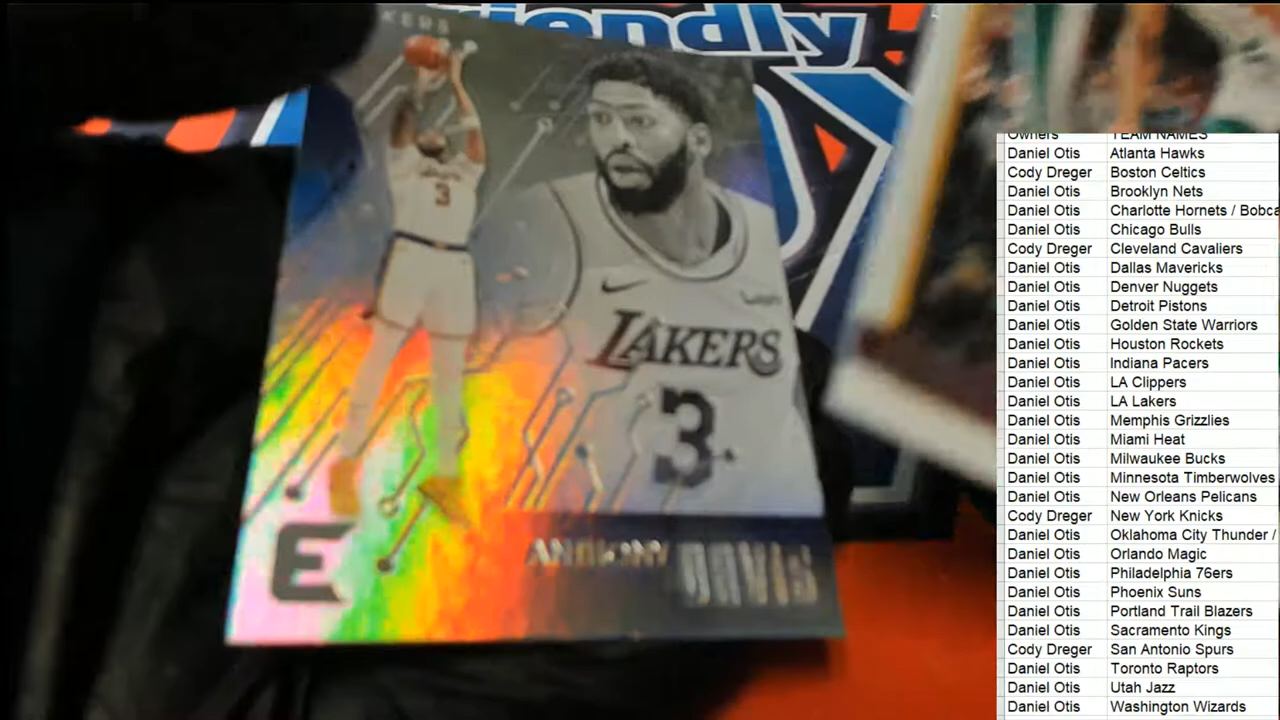 KERS
endly
3
LAKERS
3
E
ANTHONY
DAVIS
Owners TEAM NAMES
Daniel Otis Atlanta Hawks
Cody Dreger Boston Celtics
Daniel Otis Brooklyn Nets
Daniel Otis Charlotte Hornets / Bobca
Daniel Otis Chicago Bulls
Cody Dreger Cleveland Cavaliers
Daniel Otis Dallas Mavericks
Daniel Otis Denver Nuggets
Daniel Otis Detroit Pistons
Daniel Otis Golden State Warriors
Daniel Otis Houston Rockets
Daniel Otis Indiana Pacers
Daniel Otis LA Clippers
Daniel Otis LA Lakers
Daniel Otis Memphis Grizzlies
Daniel Otis Miami Heat
Daniel Otis Milwaukee Bucks
Daniel Otis Minnesota Timberwolves
Daniel Otis New Orleans Pelicans
Cody Dreger New York Knicks
Daniel Otis Oklahoma City Thunder /
Daniel Otis Orlando Magic
Daniel Otis Philadelphia 76ers
Daniel Otis Phoenix Suns
Daniel Otis Portland Trail Blazers
Daniel Otis Sacramento Kings
Cody Dreger San Antonio Spurs
Daniel Otis Toronto Raptors
Daniel Otis Utah Jazz
Daniel Otis Washington Wizards